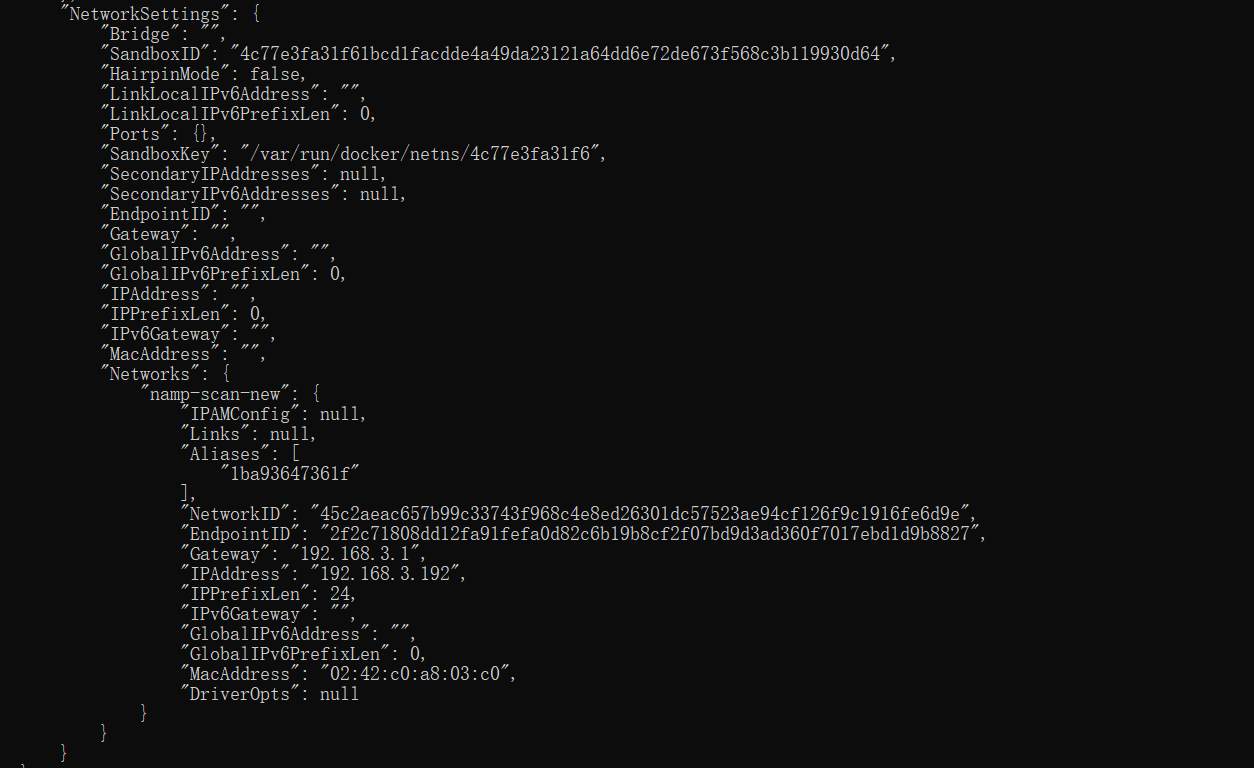 "NetworkSettings": {
"Bridge": "",
"SandboxID": "4c77e3fa31f61bcd1facdde4a49da23121a64dd6e72de673f568c3b119930d64",
"HairpinMode": false,
"LinkLocalIPv6Address": "",
"LinkLocalIPv6PrefixLen": 0,
"Ports": {},
"SandboxKey": "/var/run/docker/netns/4c77e3fa31f6",
"SecondaryIPAddresses": null,
"SecondaryIPv6Addresses": null,
"EndpointID": "",
"Gateway": "",
"GlobalIPv6Address": "",
"GlobalIPv6PrefixLen": 0,
"IPAddress": "",
"IPPrefixLen": 0,
"IPv6Gateway": "",
"MacAddress": "",
"Networks": {
"namp-scan-new": {
"IPAMConfig": null,
"Links": null,
"Aliases": [
"1ba93647361f"
],
"NetworkID": "45c2aeac657b99c33743f968c4e8ed26301dc57523ae94cf126f9c1916fe6d9e",
"EndpointID": "2f2c71808dd12fa91fefa0d82c6b19b8cf2f07bd9d3ad360f7017ebd1d9b8827",
"Gateway": "192.168.3.1",
"IPAddress": "192.168.3.192",
"IPPrefixLen": 24,
"IPv6Gateway": "",
"GlobalIPv6Address": "",
"GlobalIPv6PrefixLen": 0,
"MacAddress": "02:42:c0:a8:03:c0",
"DriverOpts": null
}
}
}